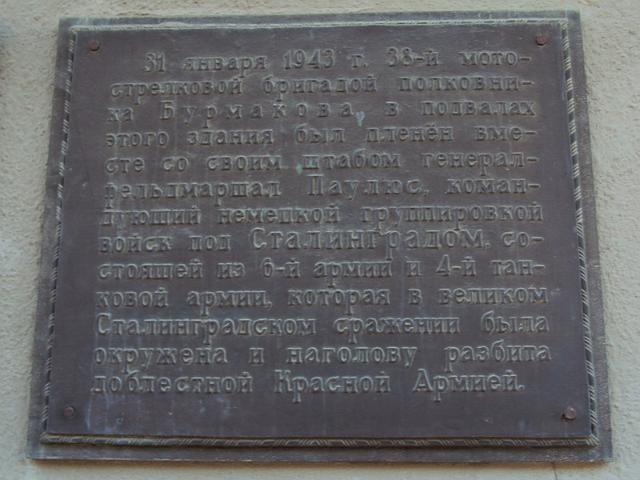 31 января 1943 г. 38-й мото-
стрелковой бригадой полковни-
ка Бурмакова, в подвалах
этого здания был пленён вме-
сте со своим штабом генерал-
фельдмаршал Паулюс, коман-
дующий немецкой группировкой
войск под Сталинградом, со-
стоящей из 6-й армии и 4-й тан-
ковой армии, которая в великом
Сталинградском сражении была
окружена и наголову разбита
доблестной Красной Армией.